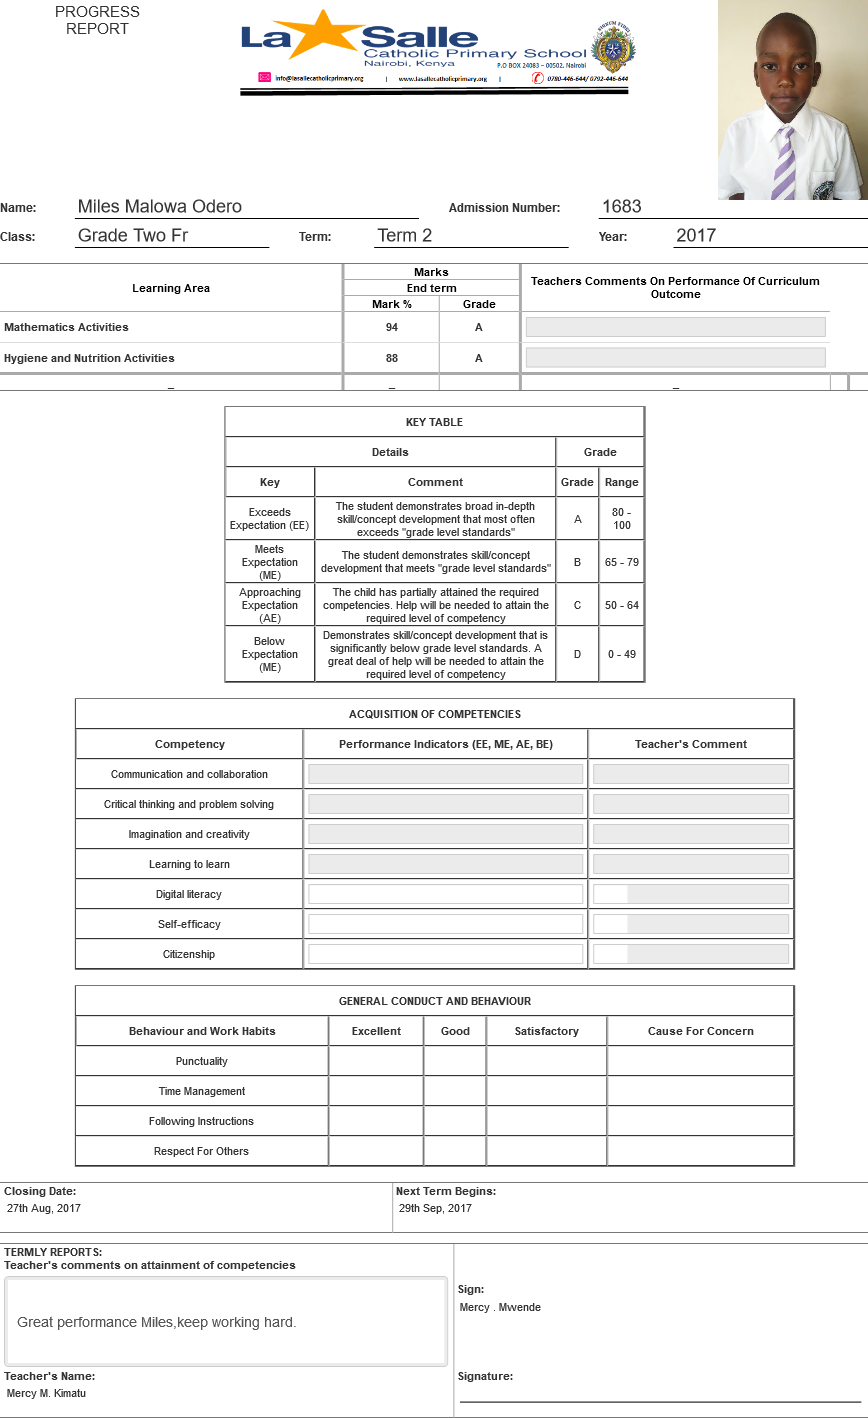 PROGRESS
REPORT
La Salle
Catholic Primary School
Nairobi, Kenya
P.O BOX 24083 – 00502, Nairobi
info@lasallecatholicprimary.org | www.lasallecatholicprimary.org | 0780-446-644/ 0792-446-644
Name: Miles Malowa Odero Admission Number: 1683
Class: Grade Two Fr Term: Term 2 Year: 2017
Learning Area Marks Teachers Comments On Performance Of Curriculum Outcome
End term
Mark % Grade
Mathematics Activities 94 A
Hygiene and Nutrition Activities 88 A
– – –
KEY TABLE
Details Grade
Key Comment Grade Range
Exceeds Expectation (EE) The student demonstrates broad in-depth skill/concept development that most often exceeds "grade level standards" A 80 - 100
Meets Expectation (ME) The student demonstrates skill/concept development that meets "grade level standards" B 65 - 79
Approaching Expectation (AE) The child has partially attained the required competencies. Help will be needed to attain the required level of competency C 50 - 64
Below Expectation (ME) Demonstrates skill/concept development that is significantly below grade level standards. A great deal of help will be needed to attain the required level of competency D 0 - 49
ACQUISITION OF COMPETENCIES
Competency Performance Indicators (EE, ME, AE, BE) Teacher's Comment
Communication and collaboration
Critical thinking and problem solving
Imagination and creativity
Learning to learn
Digital literacy
Self-efficacy
Citizenship
GENERAL CONDUCT AND BEHAVIOUR
Behaviour and Work Habits Excellent Good Satisfactory Cause For Concern
Punctuality
Time Management
Following Instructions
Respect For Others
Closing Date: Next Term Begins:
27th Aug, 2017 29th Sep, 2017
TERMLY REPORTS:
Teacher's comments on attainment of competencies
Great performance Miles,keep working hard.
Sign:
Mercy . Mwende
Teacher's Name: Signature:
Mercy M. Kimatu